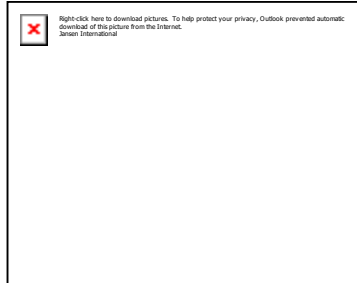 Right-click here to download pictures. To help protect your privacy, Outlook prevented automatic
download of this picture from the Internet.
Jansen International